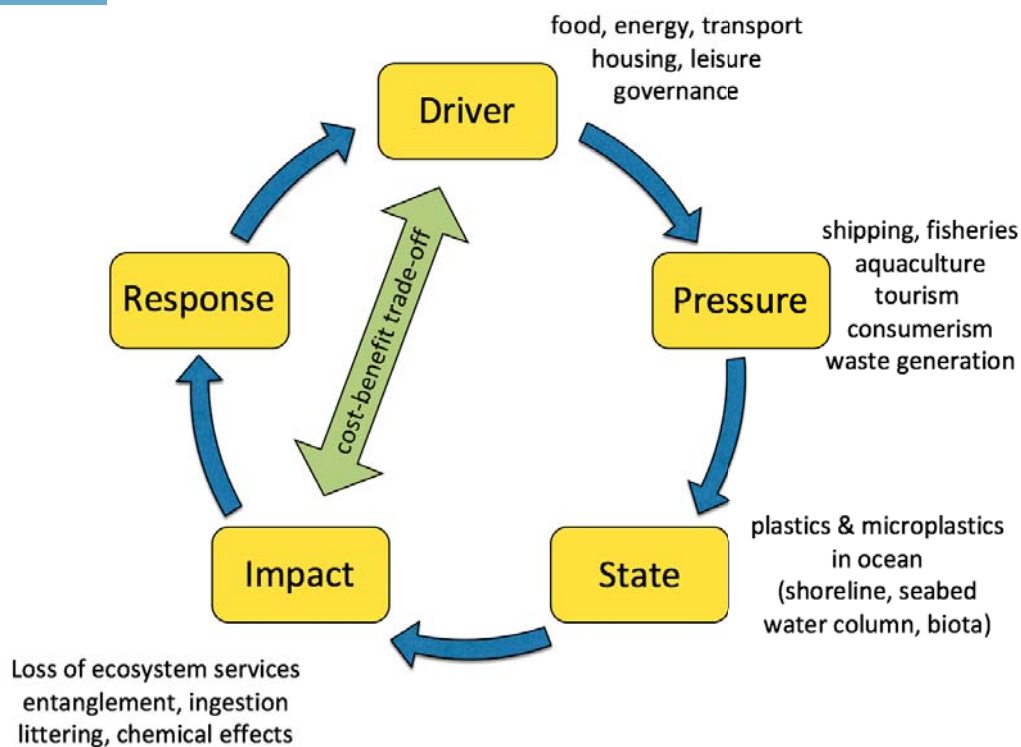 food, energy, transport
housing, leisure
governance
Driver
shipping, fisheries
aquaculture
tourism
consumerism
waste generation
Pressure
plastics & microplastics
in ocean
(shoreline, seabed
water column, biota)
State
Impact
Loss of ecosystem services
entanglement, ingestion
littering, chemical effects
Response
cost-benefit trade-off